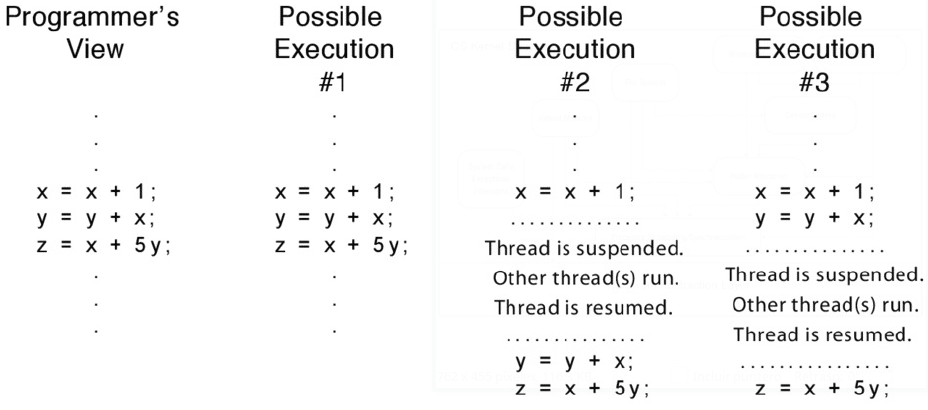 Programmer's
View
.
.
.
x = x + 1;
y = y + x;
z = x + 5y;
.
.
.
Possible
Execution
#1
.
.
.
x = x + 1;
y = y + x;
z = x + 5y;
.
.
.
Possible
Execution
#2
.
.
.
x = x + 1;
..............
Thread is suspended.
Other thread(s) run.
Thread is resumed.
...............
y = y + x;
z = x + 5y;
Possible
Execution
#3
.
.
.
x = x + 1;
y = y + x;
...............
Thread is suspended.
Other thread(s) run.
Thread is resumed.
................
z = x + 5y;